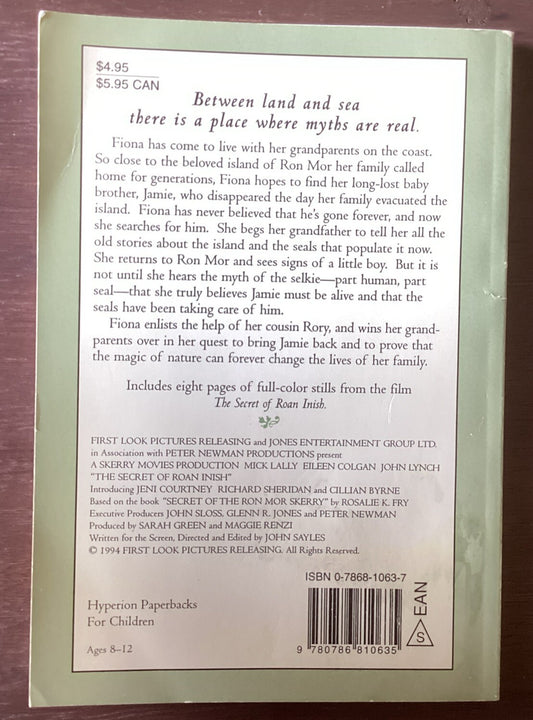 $4.95
$5.95 CAN
Between land and sea
there is a place where myths are real.
Fiona has come to live with her grandparents on the coast.
So close to the beloved island of Ron Mor her family called
home for generations, Fiona hopes to find her long-lost baby
brother, Jamie, who disappeared the day her family evacuated the
island. Fiona has never believed that he's gone forever, and now
she searches for him. She begs her grandfather to tell her all the
old stories about the island and the seals that populate it now.
She returns to Ron Mor and sees signs of a little boy. But it is
not until she hears the myth of the selkie—part human, part
seal—that she truly believes Jamie must be alive and that the
seals have been taking care of him.
Fiona enlists the help of her cousin Rory, and wins her grand-
parents over in her quest to bring Jamie back and to prove that
the magic of nature can forever change the lives of her family.
Includes eight pages of full-color stills from the film
The Secret of Roan Inish.
FIRST LOOK PICTURES RELEASING and JONES ENTERTAINMENT GROUP LTD.
in Association with PETER NEWMAN PRODUCTIONS present
A SKERRY MOVIES PRODUCTION MICK LALLY EILEEN COLGAN JOHN LYNCH
"THE SECRET OF ROAN INISH"
Introducing JENI COURTNEY RICHARD SHERIDAN and CILLIAN BYRNE
Based on the book "SECRET OF THE RON MOR SKERRY" by ROSALIE K. FRY
Executive Producers JOHN SLOSS, GLENN R. JONES and PETER NEWMAN
Produced by SARAH GREEN and MAGGIE RENZI
Written for the Screen, Directed and Edited by JOHN SAYLES
© 1994 FIRST LOOK PICTURES RELEASING. All Rights Reserved.
ISBN 0-7868-1063-7
EAN
S
9 780786 810635
Hyperion Paperbacks
For Children
Ages 8–12